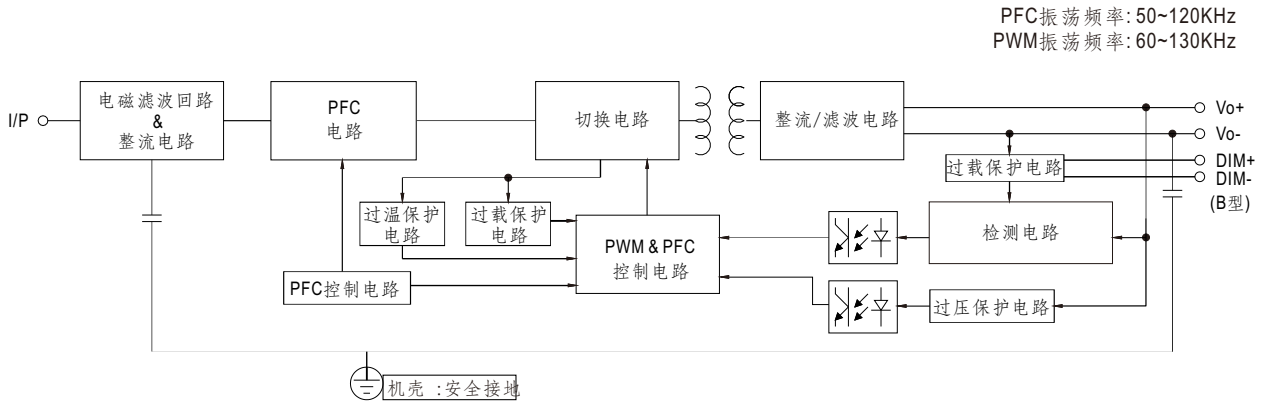 PFC振荡频率: 50~120KHz
PWM振荡频率: 60~130KHz
I/P
电磁滤波回路
&
整流电路
PFC
电路
切换电路
整流/滤波电路
Vo+
Vo-
DIM+
DIM-
(B型)
过载保护电路
过温保护
电路
过载保护
电路
PWM & PFC
控制电路
检测电路
PFC控制电路
过压保护电路
机壳 :安全接地